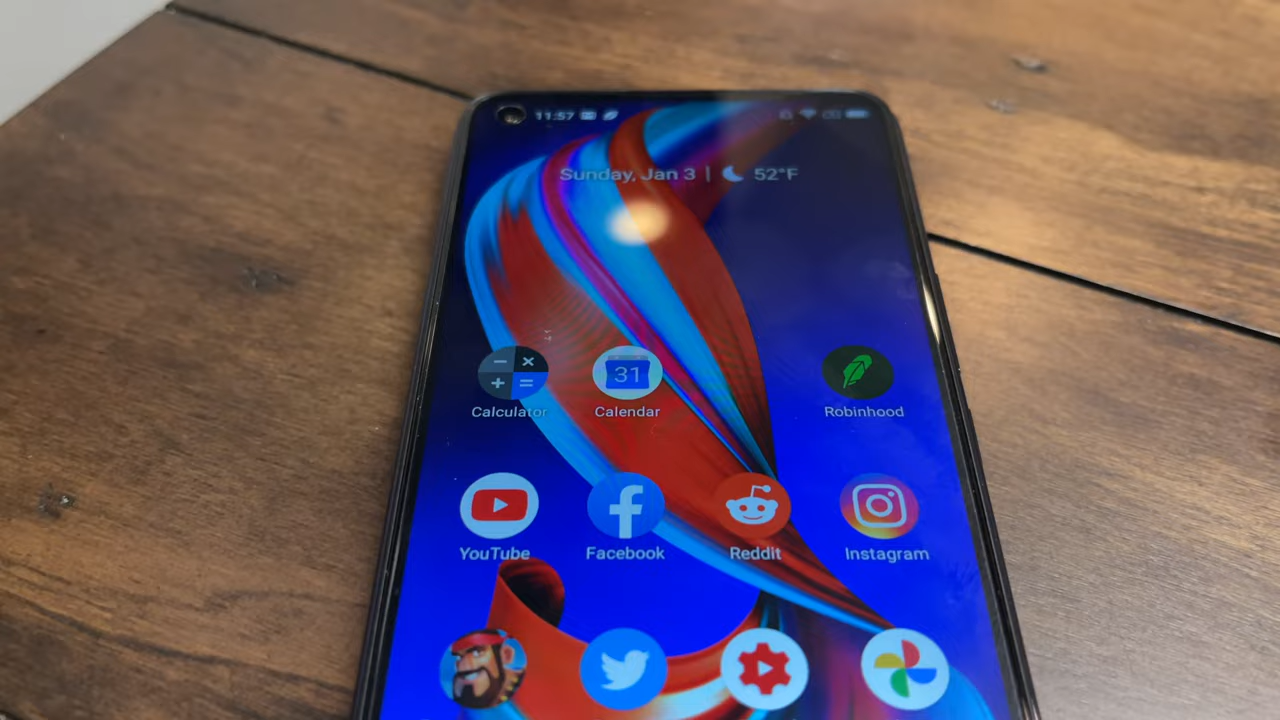 11:57
Sunday, Jan 3 | 52°F
31
Calculator Calendar Robinhood
YouTube Facebook Reddit Instagram